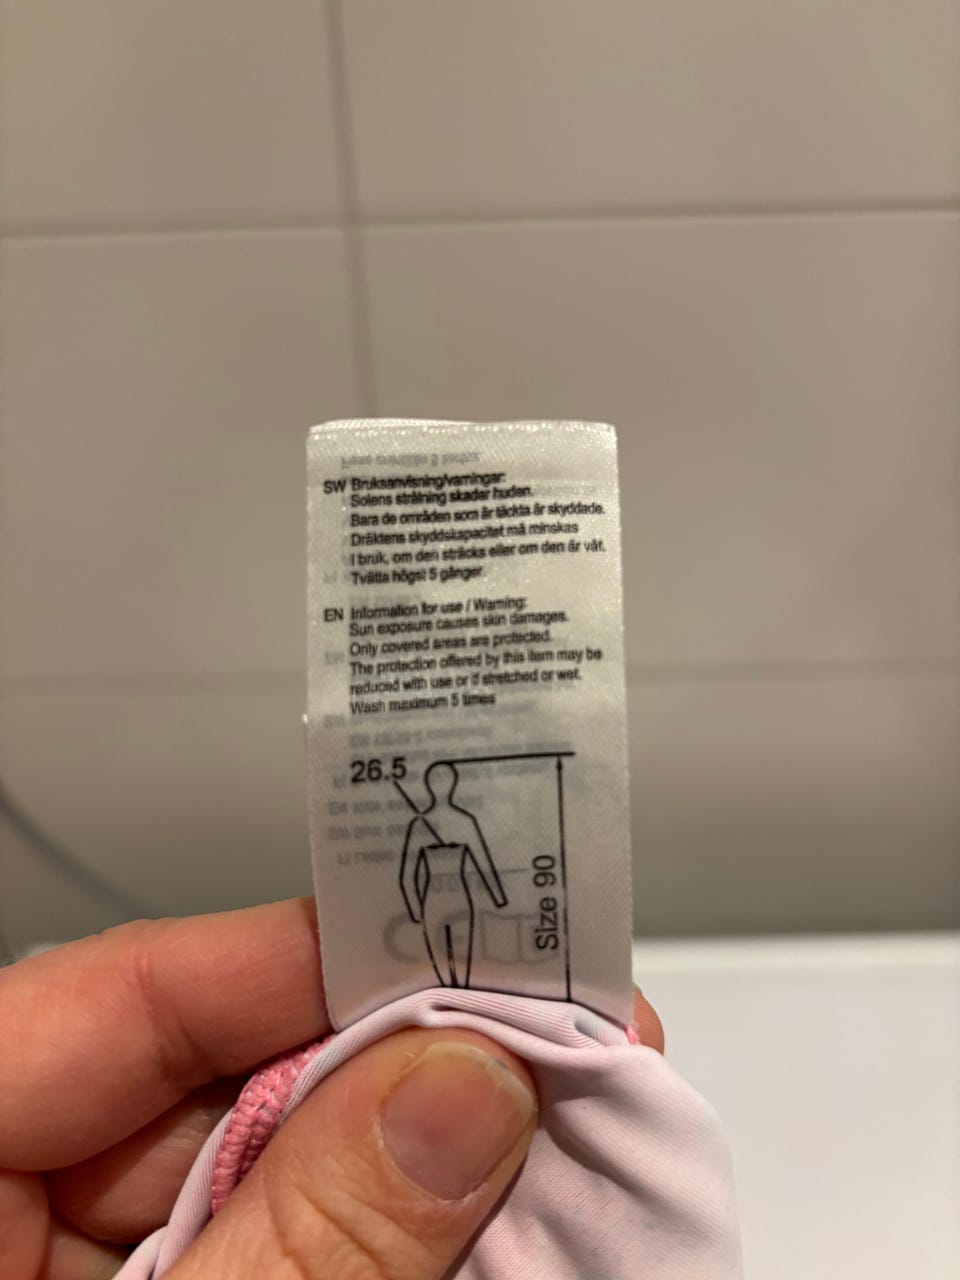 SW Bruksanvisning/varningar:
Solens strålning skadar huden.
Bara de områden som är täckta är skyddade.
Dräktens skyddskapacitet må minskas
I bruk, om den sträcks eller om den är våt.
Tvätta högst 5 gånger.
EN Information for use / Warning:
Sun exposure causes skin damages.
Only covered areas are protected.
The protection offered by this item may be
reduced with use or if stretched or wet.
Wash maximum 5 times
26.5
Size 90